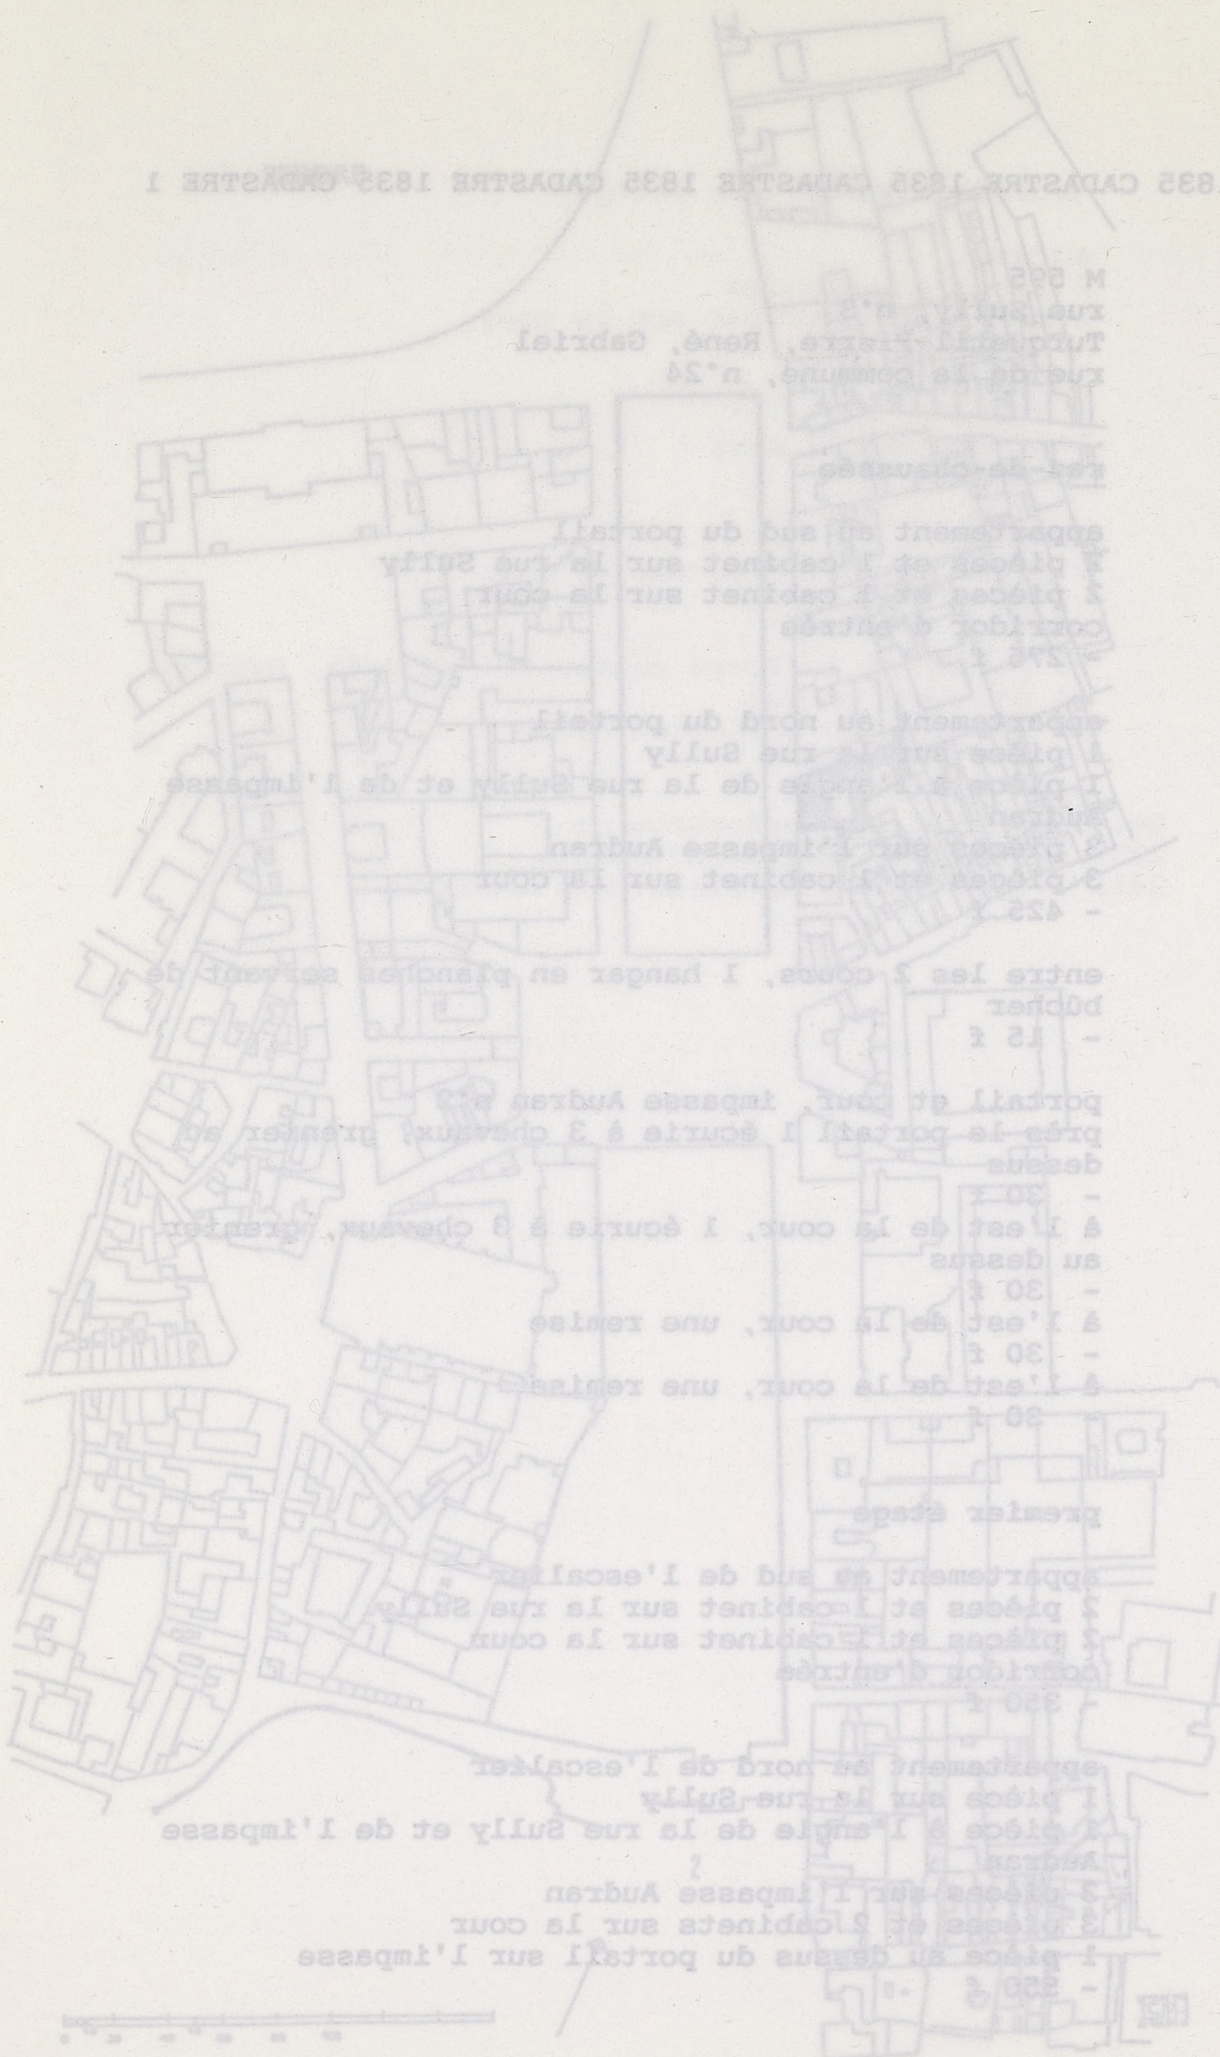 1835 CADASTRE 1835 CADASTRE 1835 CADASTRE 1835 CADASTRE 1
M 595
rue Sully, n°3
Turquetil Pierre, René, Gabriel
rue de la commune, n°24
rez-de-chaussée
appartement au sud du portail
2 pièces et 1 cabinet sur la rue Sully
2 pièces et 1 cabinet sur la cour
corridor d'entrée
- 275 f
appartement au nord du portail
1 pièce sur la rue Sully
1 pièce à l'angle de la rue Sully et de l'impasse
Audran
3 pièces sur l'impasse Audran
3 pièces et 1 cabinet sur la cour
- 425 f
entre les 2 cours, 1 hangar en planches servant de
bûcher
- 15 f
portail et cour, impasse Audran n°2
près le portail 1 écurie à 3 chevaux, grenier au
dessus
- 30 f
à l'est de la cour, 1 écurie à 3 chevaux, grenier
au dessus
- 30 f
à l'est de la cour, une remise
- 30 f
à l'est de la cour, une remise
- 30 f
premier étage
appartement au sud de l'escalier
2 pièces et 1 cabinet sur la rue Sully
2 pièces et 1 cabinet sur la cour
corridor d'entrée
- 350 f
appartement au nord de l'escalier
1 pièce sur la rue Sully
1 pièce à l'angle de la rue Sully et de l'impasse
Audran
3 pièces sur l'impasse Audran
3 pièces et 2 cabinets sur la cour
1 pièce au dessus du portail sur l'impasse
- 550 f